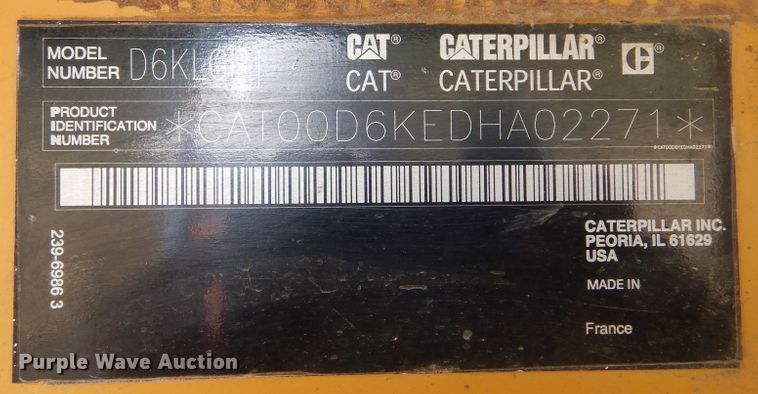 MODEL
NUMBER
CAT® CATERPILLAR® C®
CAT® CATERPILLAR®
PRODUCT
IDENTIFICATION
NUMBER
*CAT00D6KEDHA02271*
*CAT00D6KEDHA02271*
239-6986 3
CATERPILLAR INC.
PEORIA, IL 61629
USA
MADE IN
France
Purple Wave Auction